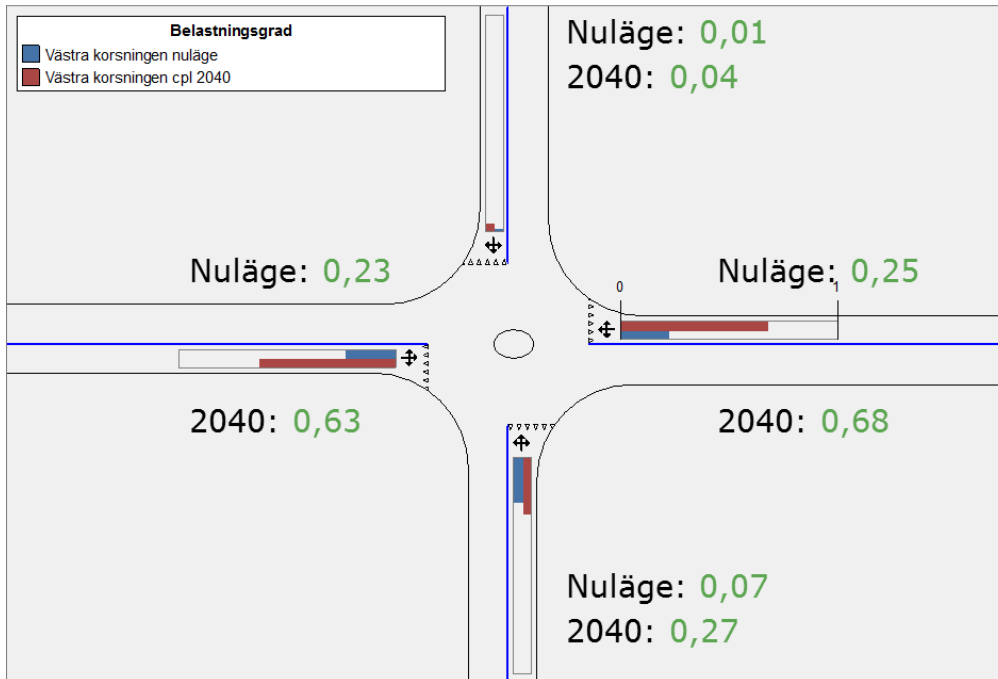 Belastningsgrad
Västra korsningen nuläge
Västra korsningen cpl 2040
Nuläge: 0,01
2040: 0,04
Nuläge: 0,23
Nuläge: 0,25
0 1
2040: 0,63
2040: 0,68
Nuläge: 0,07
2040: 0,27